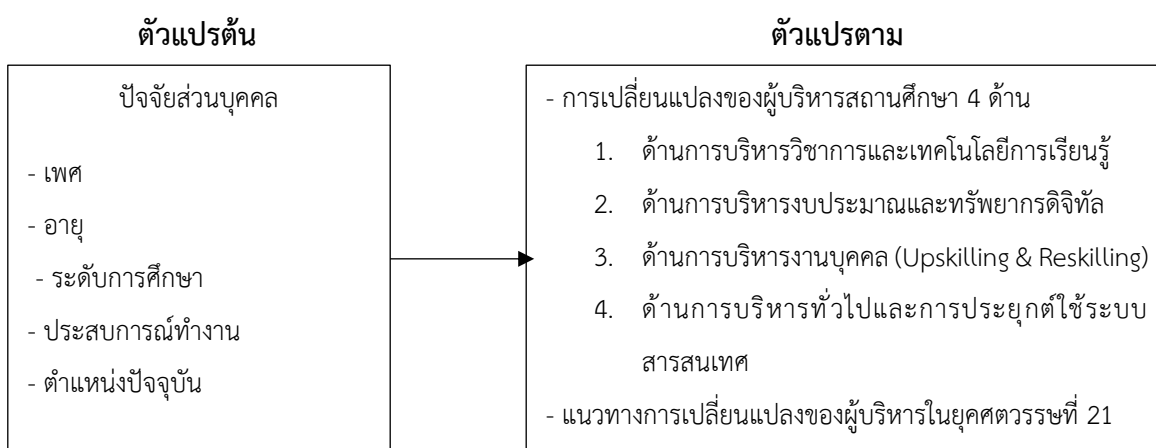 ตัวแปรต้น
ตัวแปรตาม
ปัจจัยส่วนบุคคล
- เพศ
- อายุ
- ระดับการศึกษา
- ประสบการณ์ทำงาน
- ตำแหน่งปัจจุบัน
- การเปลี่ยนแปลงของผู้บริหารสถานศึกษา 4 ด้าน
1. ด้านการบริหารวิชาการและเทคโนโลยีการเรียนรู้
2. ด้านการบริหารงบประมาณและทรัพยากรดิจิทัล
3. ด้านการบริหารงานบุคคล (Upskilling & Reskilling)
4. ด้านการบริหารทั่วไปและการประยุกต์ใช้ระบบ
สารสนเทศ
- แนวทางการเปลี่ยนแปลงของผู้บริหารในยุคศตวรรษที่ 21